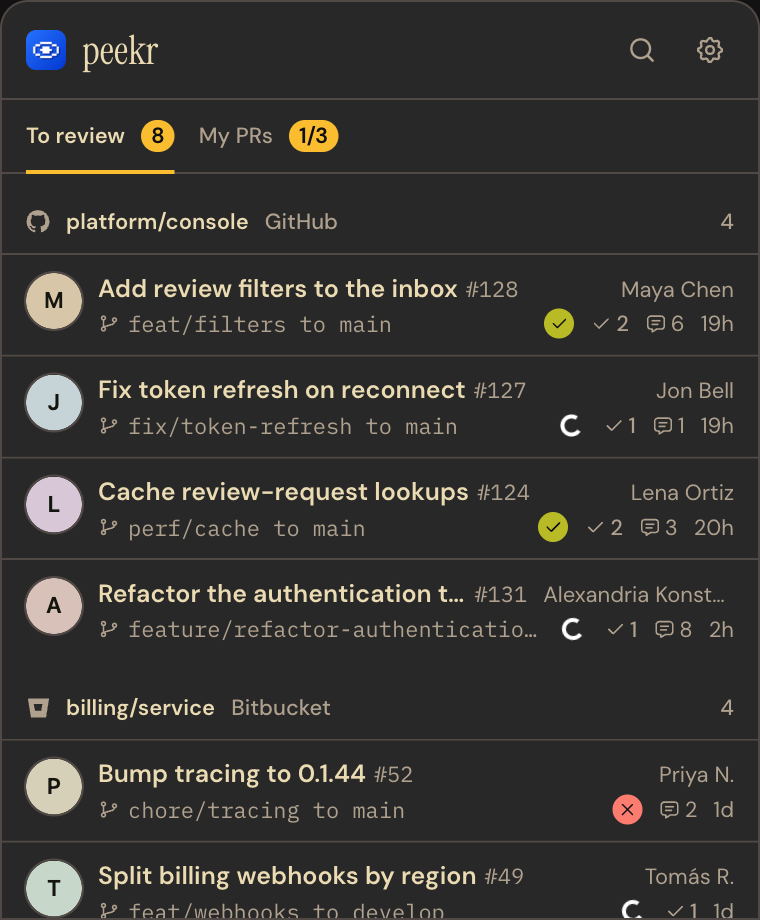 peekr
To review 8 My PRs 1/3
platform/console GitHub 4
M Add review filters to the inbox #128 Maya Chen
feat/filters to main 2 6 19h
J Fix token refresh on reconnect #127 Jon Bell
fix/token-refresh to main 1 1 19h
L Cache review-request lookups #124 Lena Ortiz
perf/cache to main 2 3 20h
A Refactor the authentication t... #131 Alexandria Konst...
feature/refactor-authenticatio… 1 8 2h
billing/service Bitbucket 4
P Bump tracing to 0.1.44 #52 Priya N.
chore/tracing to main 2 1d
T Split billing webhooks by region #49 Tomás R.
feat/webhooks to develop 1 1d